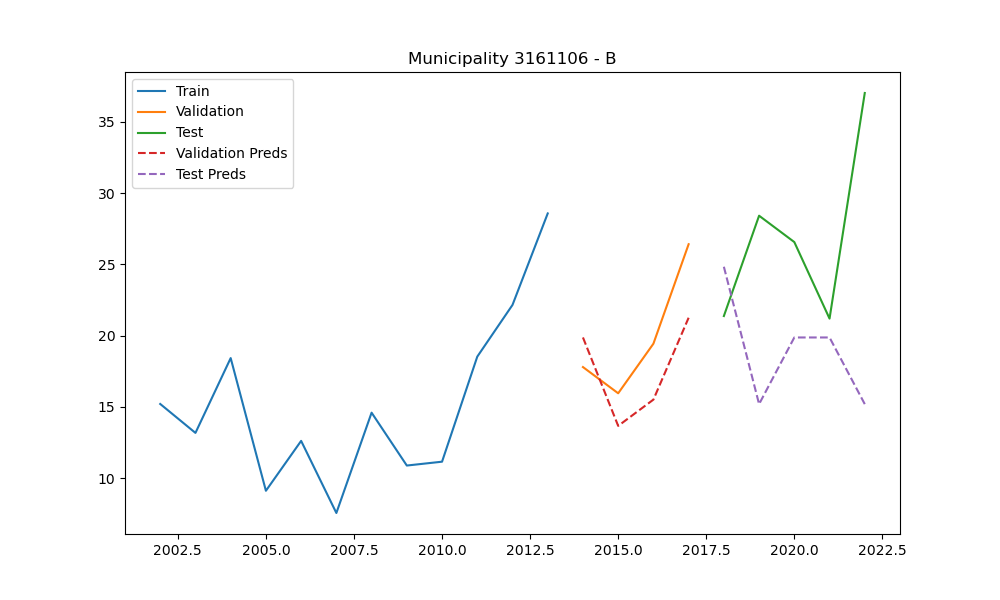 Municipality 3161106 - B
Train
Validation
Test
Validation Preds
Test Preds
35
30
25
20
15
10
2002.5 2005.0 2007.5 2010.0 2012.5 2015.0 2017.5 2020.0 2022.5